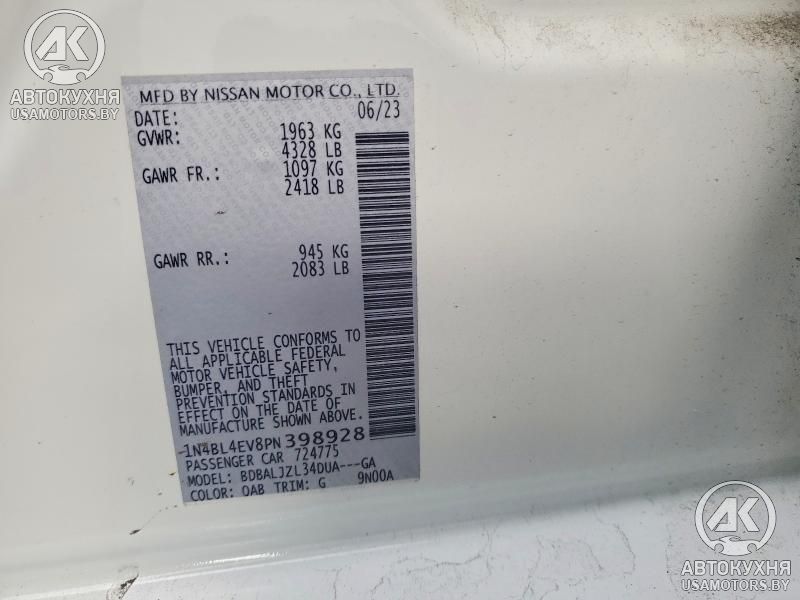 AK
АВТОКУХНЯ
USAMOTORS.BY
MFD BY NISSAN MOTOR CO., LTD.
DATE: 06/23
GVWR: 1963 KG
4328 LB
GAWR FR.: 1097 KG
2418 LB
GAWR RR.: 945 KG
2083 LB
THIS VEHICLE CONFORMS TO
ALL APPLICABLE FEDERAL
MOTOR VEHICLE SAFETY,
BUMPER, AND THEFT
PREVENTION STANDARDS IN
EFFECT ON THE DATE OF
MANUFACTURE SHOWN ABOVE.
1N4BL4EV8PN398928
PASSENGER CAR 724775
MODEL: BDBALJZL34DUA---GA
COLOR: QAB TRIM: G 9N00A
AK
АВТОКУХНЯ
USAMOTORS.BY